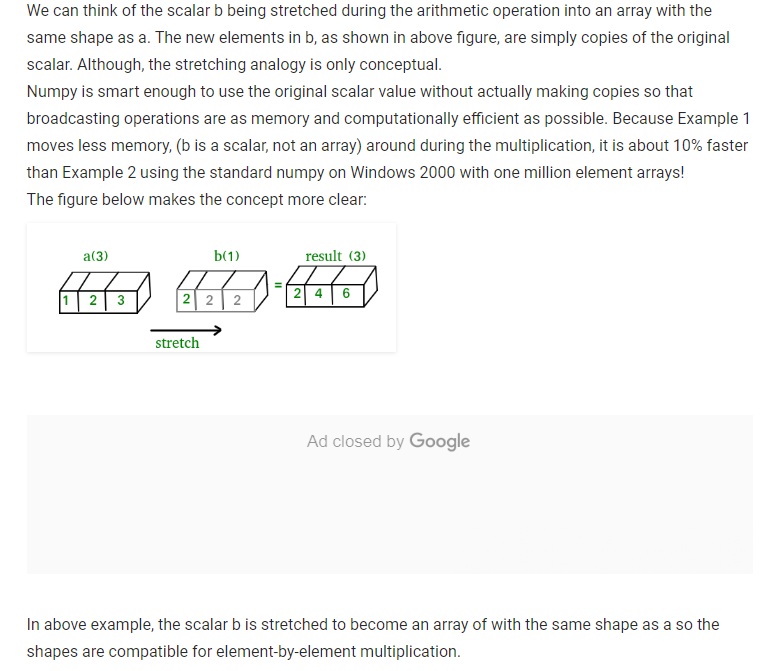 We can think of the scalar b being stretched during the arithmetic operation into an array with the
same shape as a. The new elements in b, as shown in above figure, are simply copies of the original
scalar. Although, the stretching analogy is only conceptual.
Numpy is smart enough to use the original scalar value without actually making copies so that
broadcasting operations are as memory and computationally efficient as possible. Because Example 1
moves less memory, (b is a scalar, not an array) around during the multiplication, it is about 10% faster
than Example 2 using the standard numpy on Windows 2000 with one million element arrays!
The figure below makes the concept more clear:
a(3) b(1) result (3)
1 2 3 2 2 2 = 2 4 6
stretch
Ad closed by Google
In above example, the scalar b is stretched to become an array of with the same shape as a so the
shapes are compatible for element-by-element multiplication.